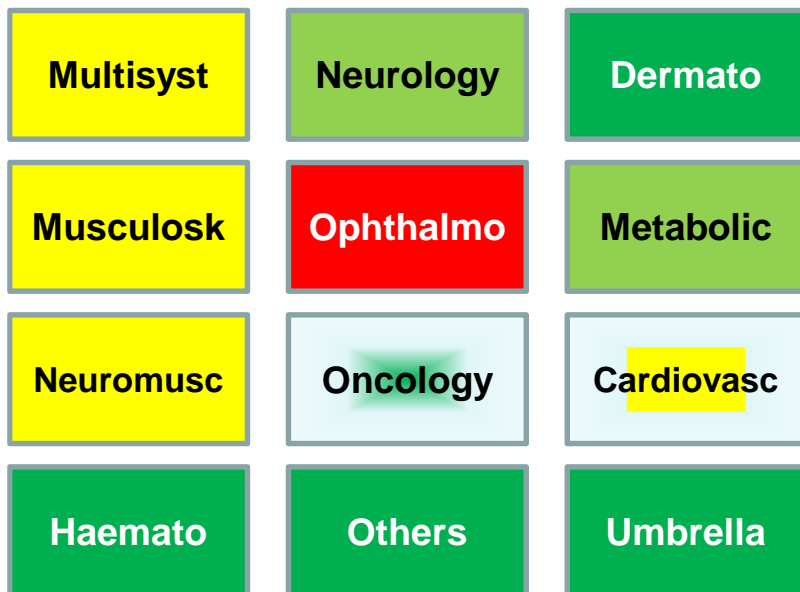 Multisyst
Neurology
Dermato
Musculosk
Ophthalmo
Metabolic
Neuromusc
Oncology
Cardiovasc
Haemato
Others
Umbrella